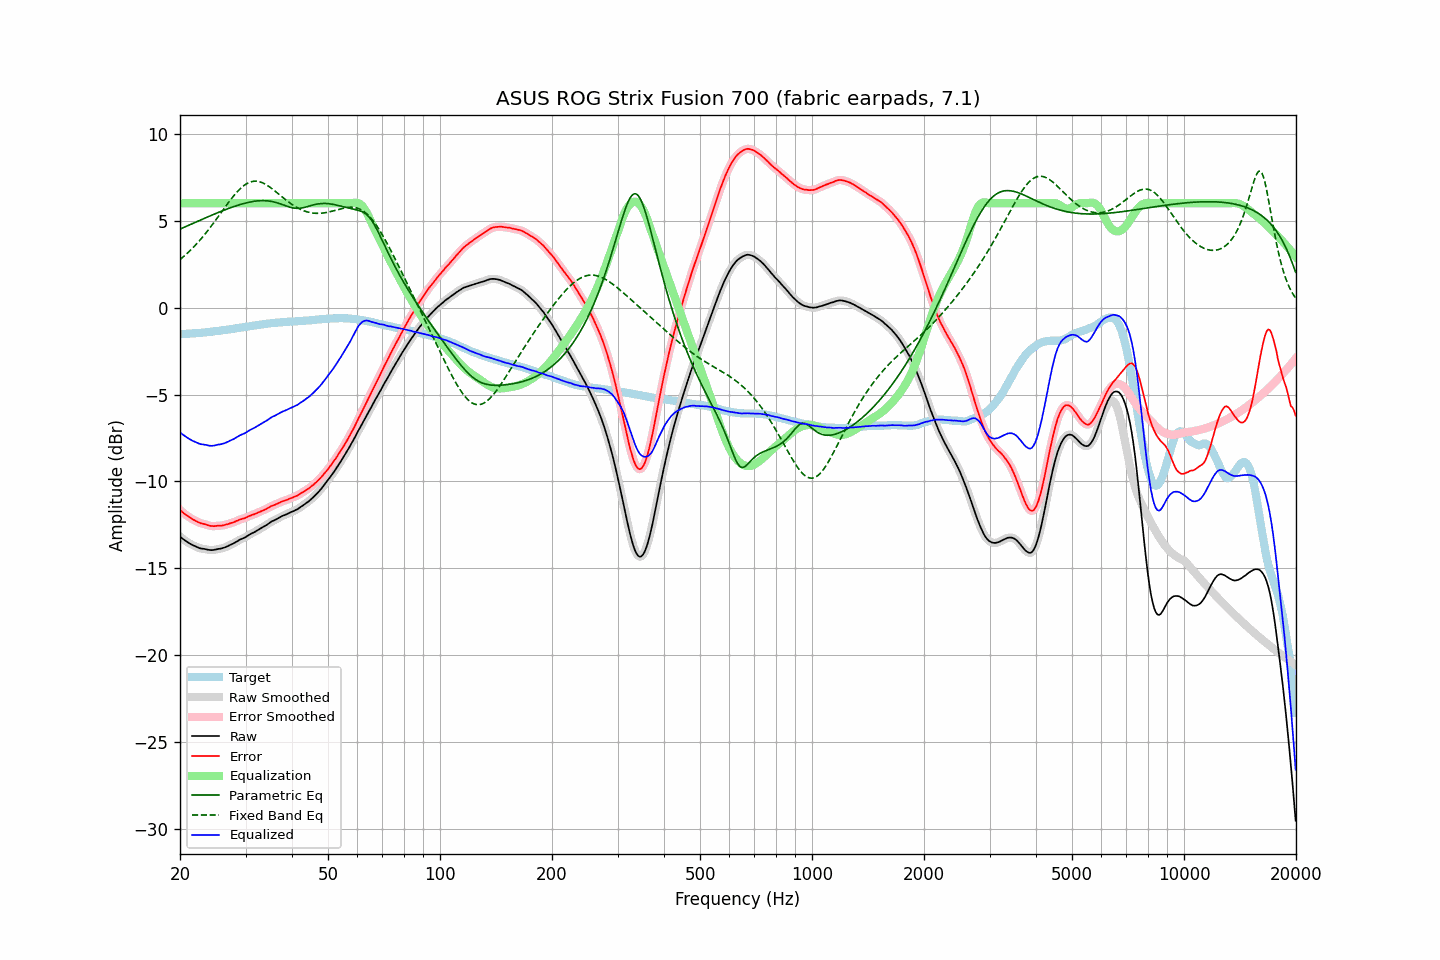 ASUS ROG Strix Fusion 700 (fabric earpads, 7.1)
10
5
0
−5
−10
−15
−20
−25
−30
Amplitude (dBr)
Target
Raw Smoothed
Error Smoothed
Raw
Error
Equalization
Parametric Eq
Fixed Band Eq
Equalized
20 50 100 200 500 1000 2000 5000 10000 20000
Frequency (Hz)